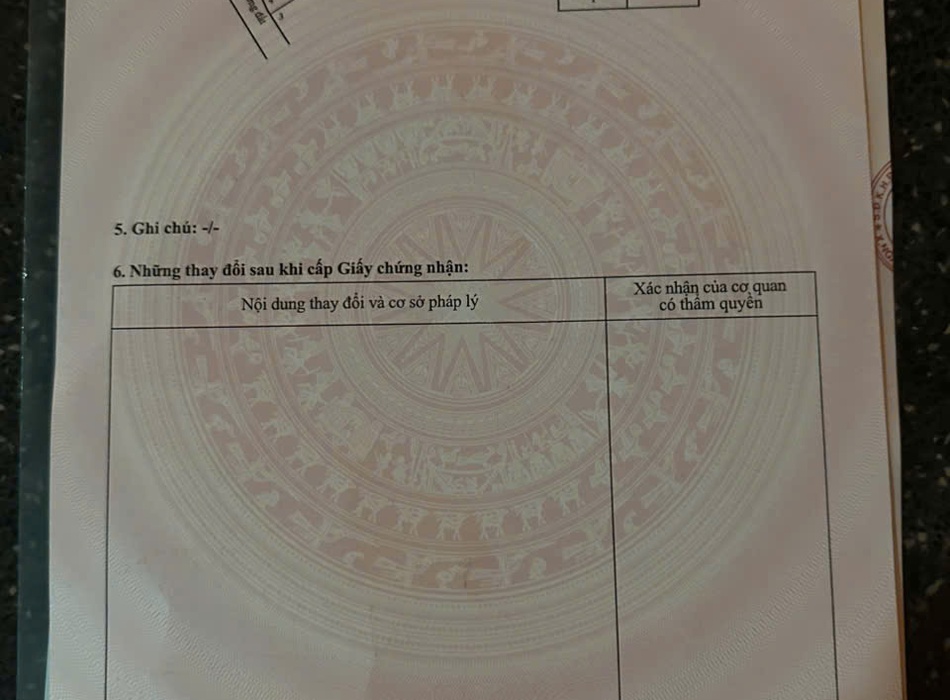 5. Ghi chú: -/-
6. Những thay đổi sau khi cấp Giấy chứng nhận:
Nội dung thay đổi và cơ sở pháp lý
Xác nhận của cơ quan
có thẩm quyền